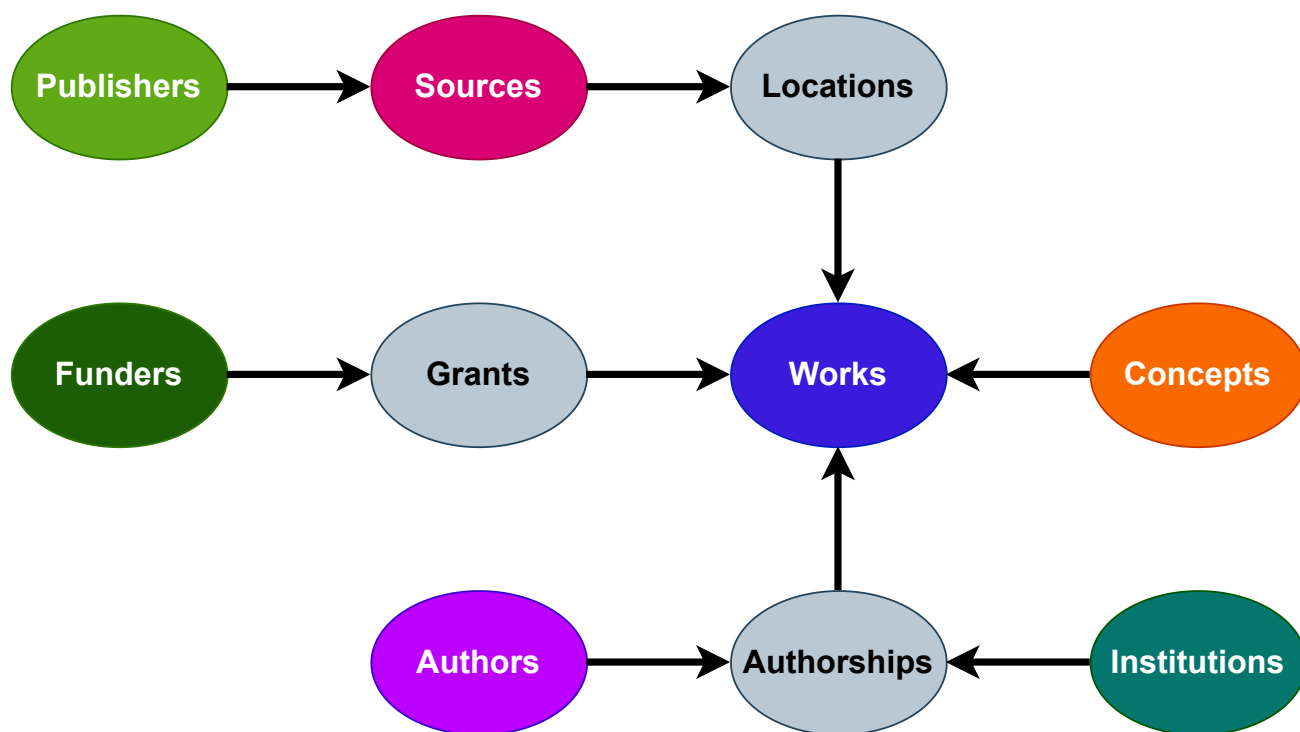 Publishers
Sources
Locations
Funders
Grants
Works
Concepts
Authors
Authorships
Institutions